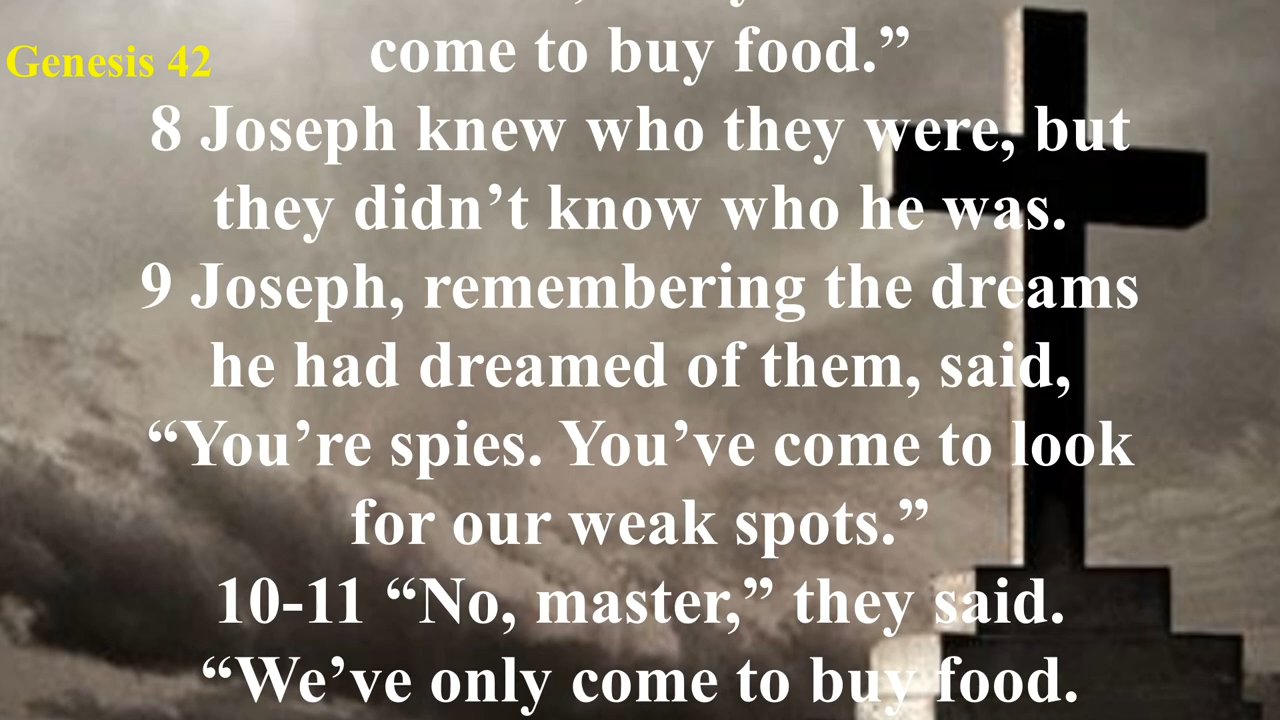 Genesis 42
come to buy food.”
8 Joseph knew who they were, but
they didn’t know who he was.
9 Joseph, remembering the dreams
he had dreamed of them, said,
“You’re spies. You’ve come to look
for our weak spots.”
10-11 “No, master,” they said.
“We’ve only come to buy food.